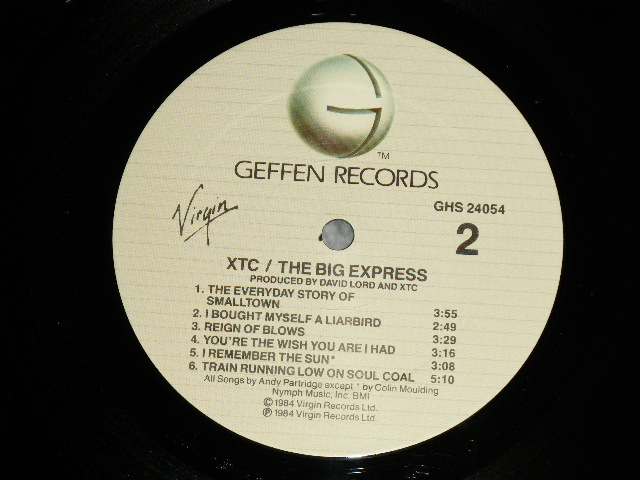 TM
GEFFEN RECORDS
Virgin
GHS 24054
2
XTC / THE BIG EXPRESS
PRODUCED BY DAVID LORD AND XTC
1. THE EVERYDAY STORY OF
SMALLTOWN 3:55
2. I BOUGHT MYSELF A LIARBIRD 2:49
3. REIGN OF BLOWS 3:29
4. YOU'RE THE WISH YOU ARE I HAD 3:16
5. I REMEMBER THE SUN* 3:08
6. TRAIN RUNNING LOW ON SOUL COAL 5:10
All Songs by Andy Partridge except * by Colin Moulding
Nymph Music, Inc. BMI
© 1984 Virgin Records Ltd.
℗ 1984 Virgin Records Ltd.